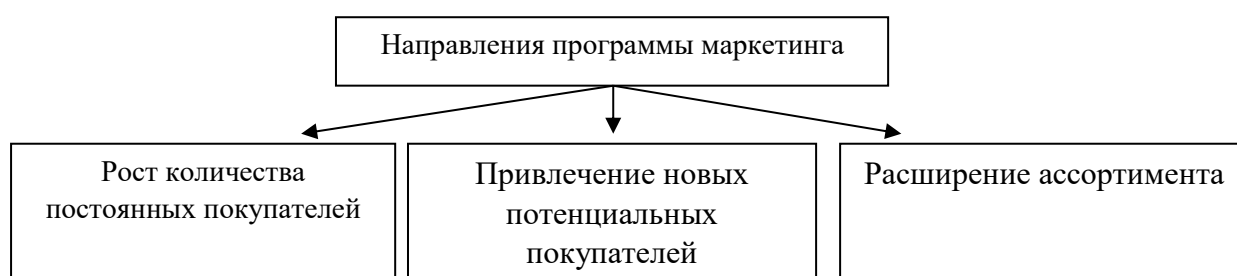 Направления программы маркетинга
Рост количества
постоянных покупателей
Привлечение новых
потенциальных
покупателей
Расширение ассортимента